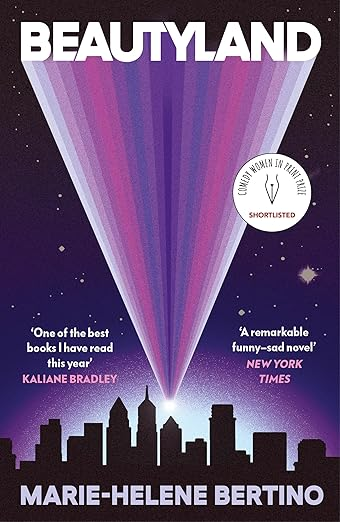 BEAUTYLAND
COMEDY WOMEN IN PRINT PRIZE
SHORTLISTED
‘One of the best
books I have read
this year’
KALIANE BRADLEY
‘A remarkable
funny–sad novel’
NEW YORK
TIMES
MARIE-HELENE BERTINO